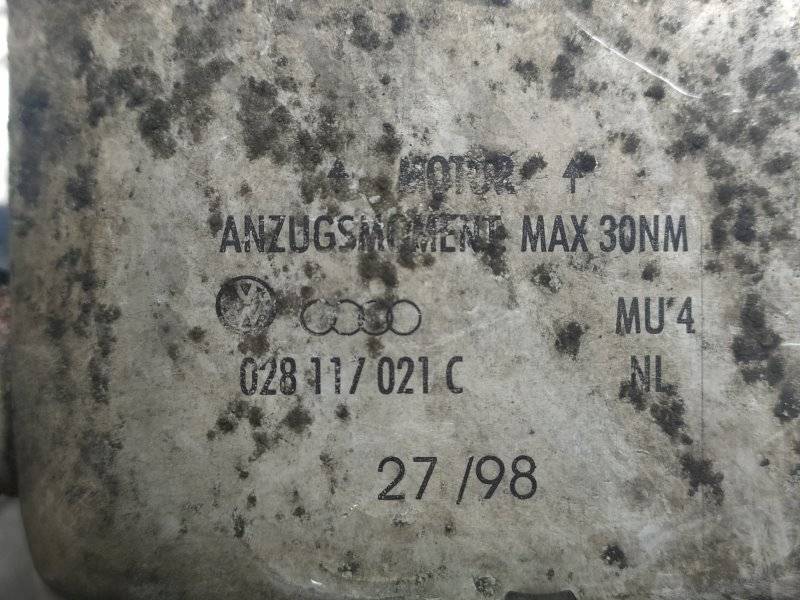 ↑ MOTOR ↑
ANZUGSMOMENT MAX 30NM
MU 4
028 117 021 C NL
27 /98